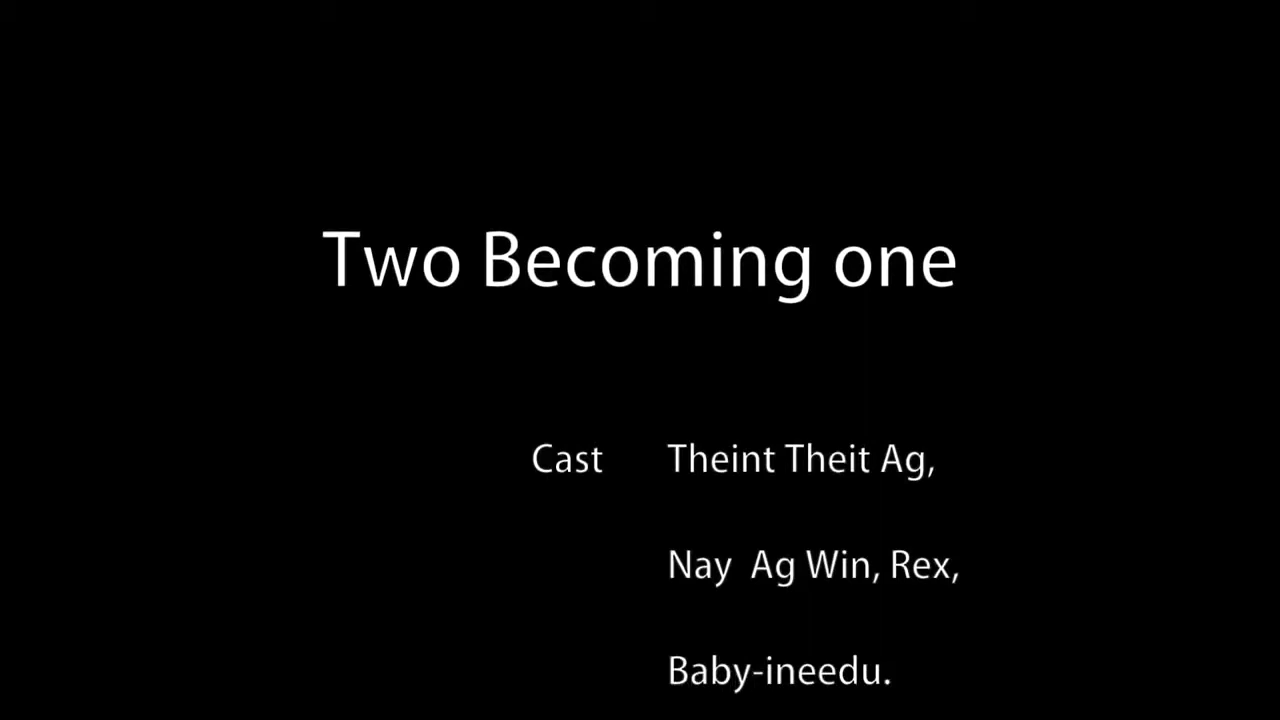 Two Becoming one
Cast Theint Theit Ag,
Nay Ag Win, Rex,
Baby-ineedu.